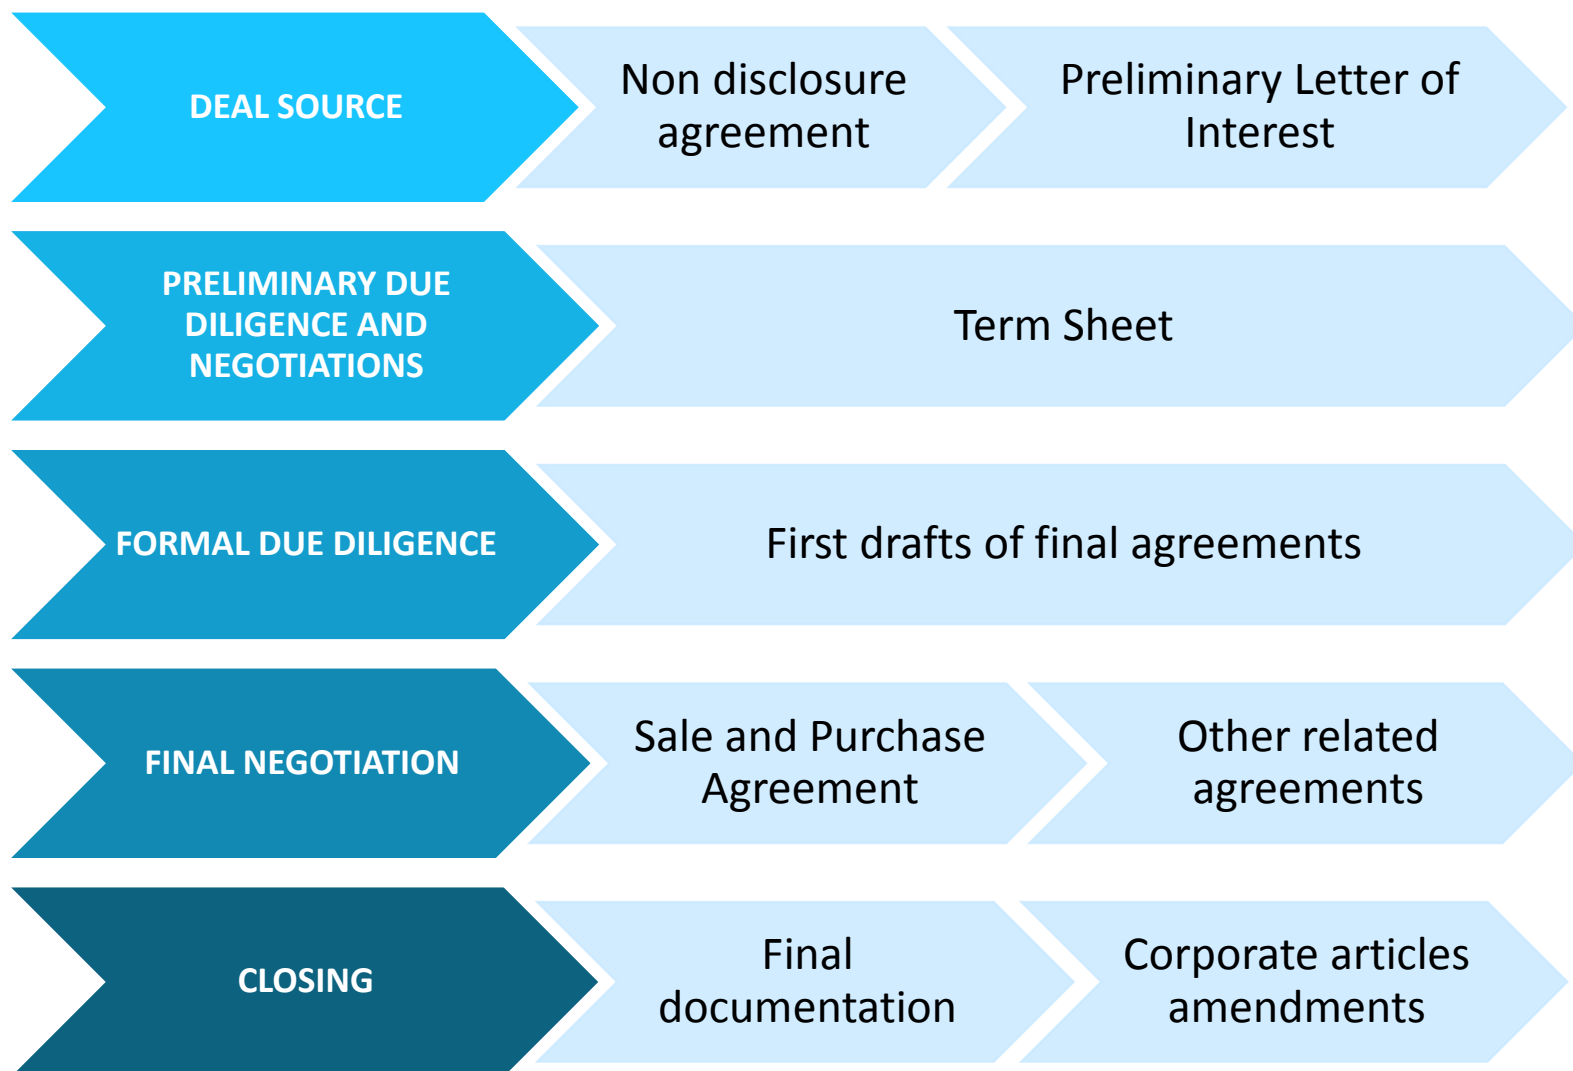 DEAL SOURCE
Non disclosure
agreement
Preliminary Letter of
Interest
PRELIMINARY DUE
DILIGENCE AND
NEGOTIATIONS
Term Sheet
FORMAL DUE DILIGENCE
First drafts of final agreements
FINAL NEGOTIATION
Sale and Purchase
Agreement
Other related
agreements
CLOSING
Final
documentation
Corporate articles
amendments